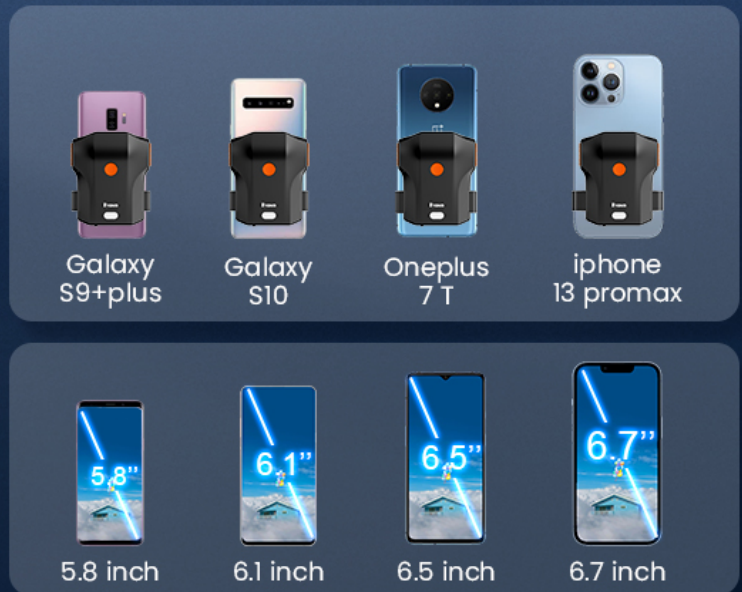 Galaxy
S9+plus
Galaxy
S10
Oneplus
7 T
iphone
13 promax
5.8’’
6.1’’
6.5’’
6.7’’
5.8 inch
6.1 inch
6.5 inch
6.7 inch